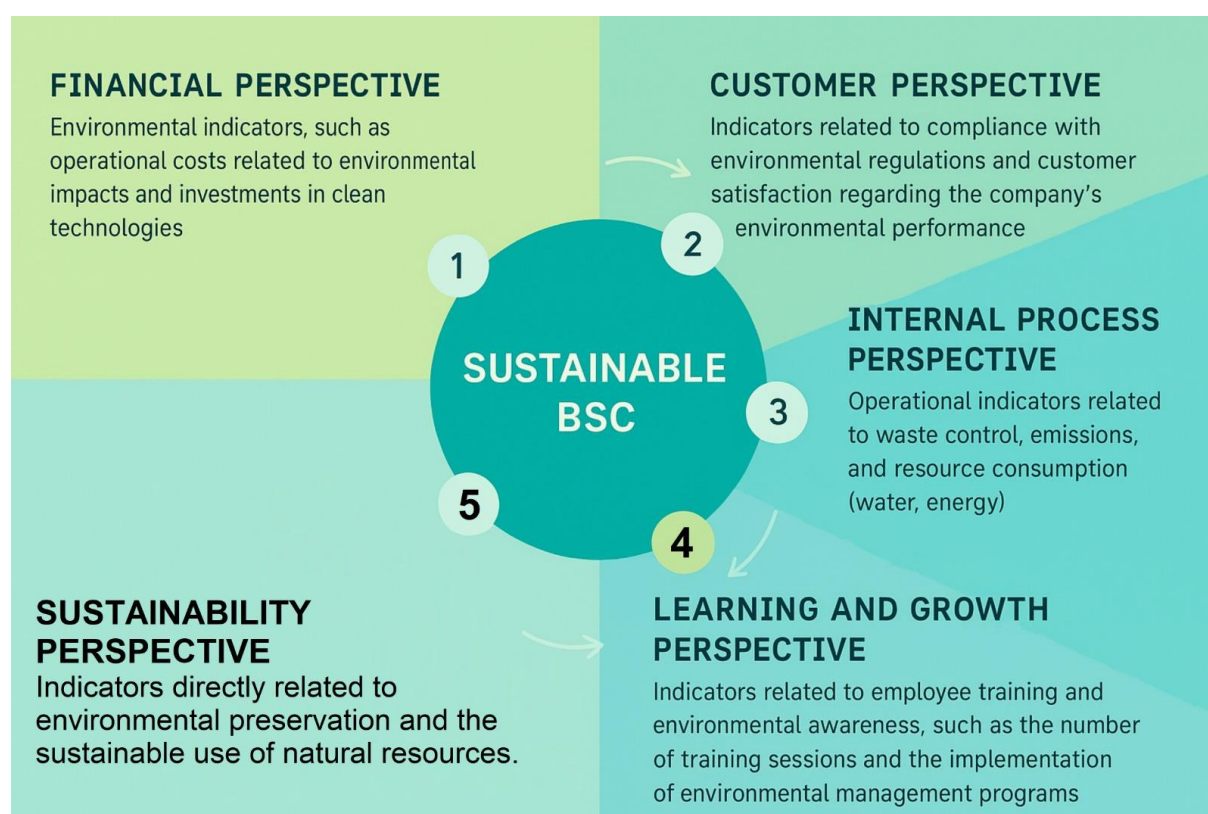 FINANCIAL PERSPECTIVE
Environmental indicators, such as
operational costs related to environmental
impacts and investments in clean
technologies
1
CUSTOMER PERSPECTIVE
Indicators related to compliance with
environmental regulations and customer
satisfaction regarding the company's
environmental performance
2
SUSTAINABLE
BSC
INTERNAL PROCESS
PERSPECTIVE
Operational indicators related
to waste control, emissions,
and resource consumption
(water, energy)
3
4
LEARNING AND GROWTH
PERSPECTIVE
Indicators related to employee training and
environmental awareness, such as the number
of training sessions and the implementation
of environmental management programs
5
SUSTAINABILITY
PERSPECTIVE
Indicators directly related to
environmental preservation and the
sustainable use of natural resources.